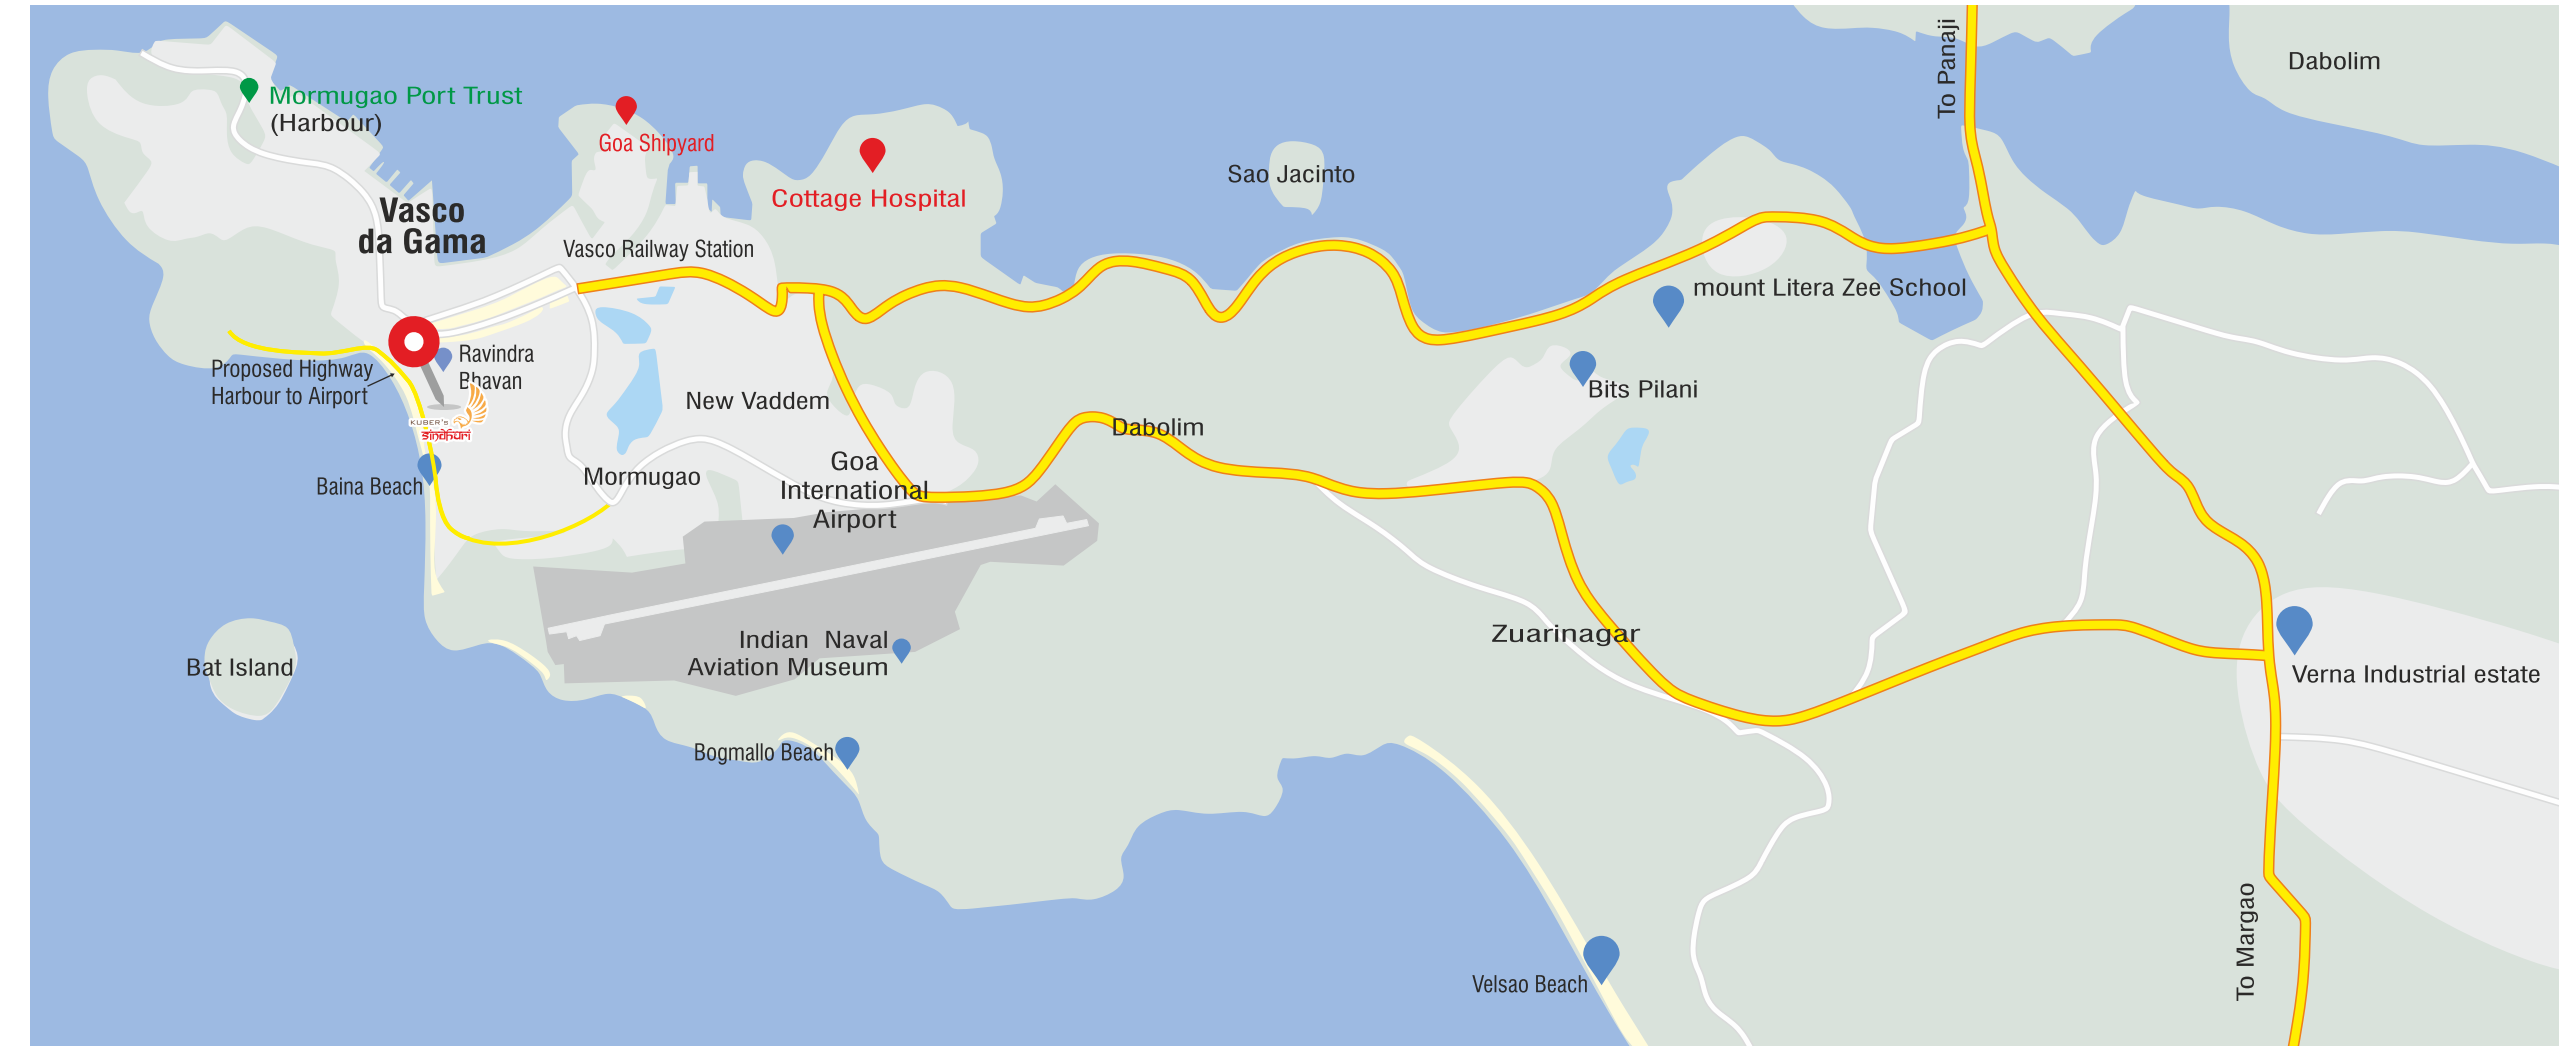 To Panaji
Dabolim
Mormugao Port Trust
(Harbour)
Goa Shipyard
Cottage Hospital
Sao Jacinto
Vasco
da Gama
Vasco Railway Station
mount Litera Zee School
Ravindra
Bhavan
Proposed Highway
Harbour to Airport
Bits Pilani
New Vaddem
KUBER'S
sindhuri
Dabolim
Goa
International
Airport
Mormugao
Baina Beach
Zuarinagar
Indian Naval
Aviation Museum
Bat Island
Verna Industrial estate
Bogmallo Beach
To Margao
Velsao Beach